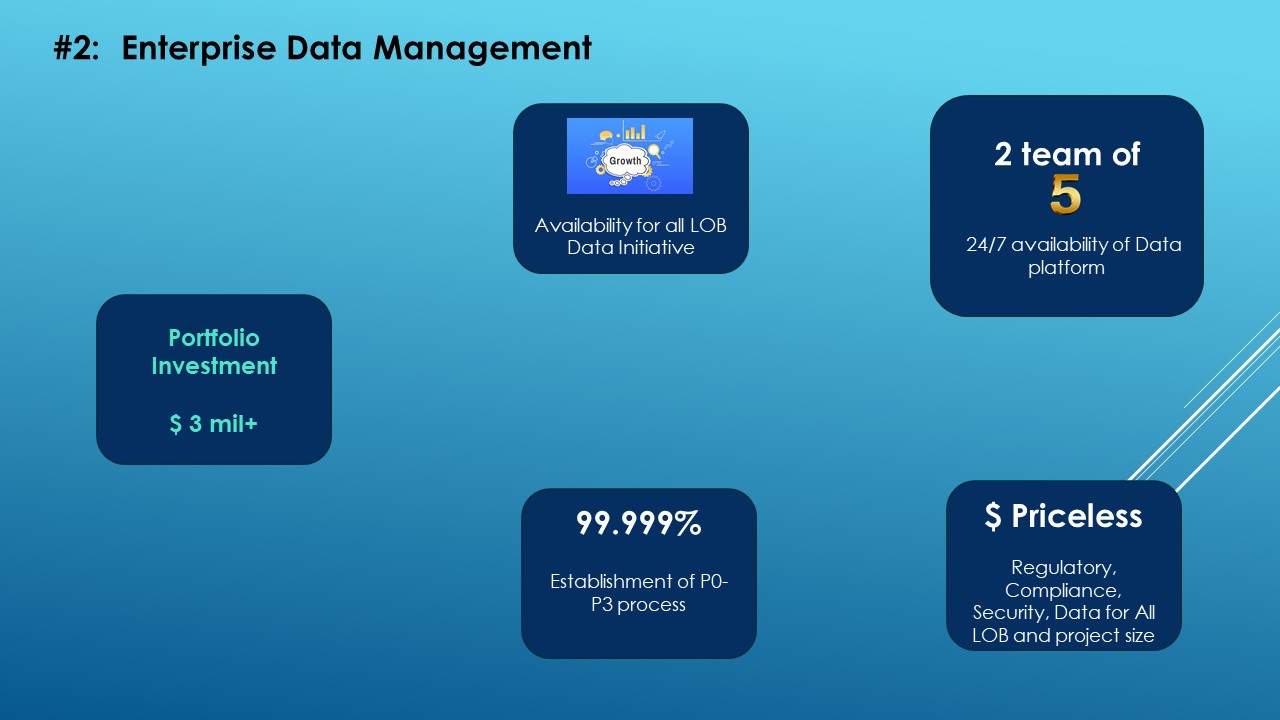 #2: Enterprise Data Management
Growth
Availability for all LOB
Data Initiative
2 team of
5
24/7 availability of Data
platform
Portfolio
Investment
$ 3 mil+
99.999%
Establishment of P0-
P3 process
$ Priceless
Regulatory,
Compliance,
Security, Data for All
LOB and project size